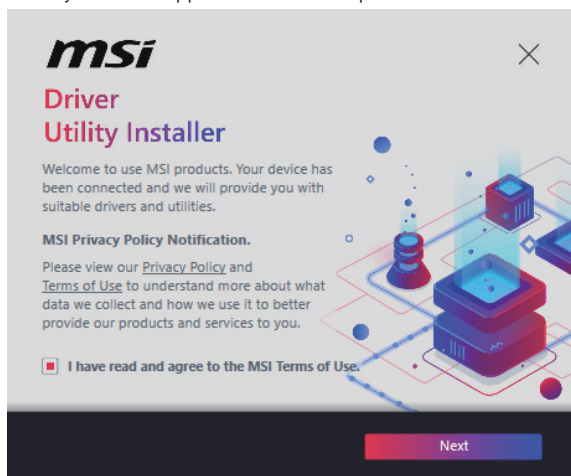 msi
Driver
Utility Installer
Welcome to use MSI products. Your device has
been connected and we will provide you with
suitable drivers and utilities.
MSI Privacy Policy Notification.
Please view our Privacy Policy and
Terms of Use to understand more about what
data we collect and how we use it to better
provide our products and services to you.
I have read and agree to the MSI Terms of Use.
Next